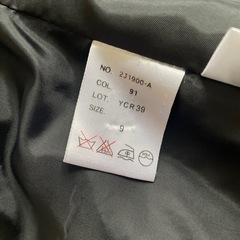 NO. 231900-A
COL. 91
LOT. YCR39
SIZE.
9